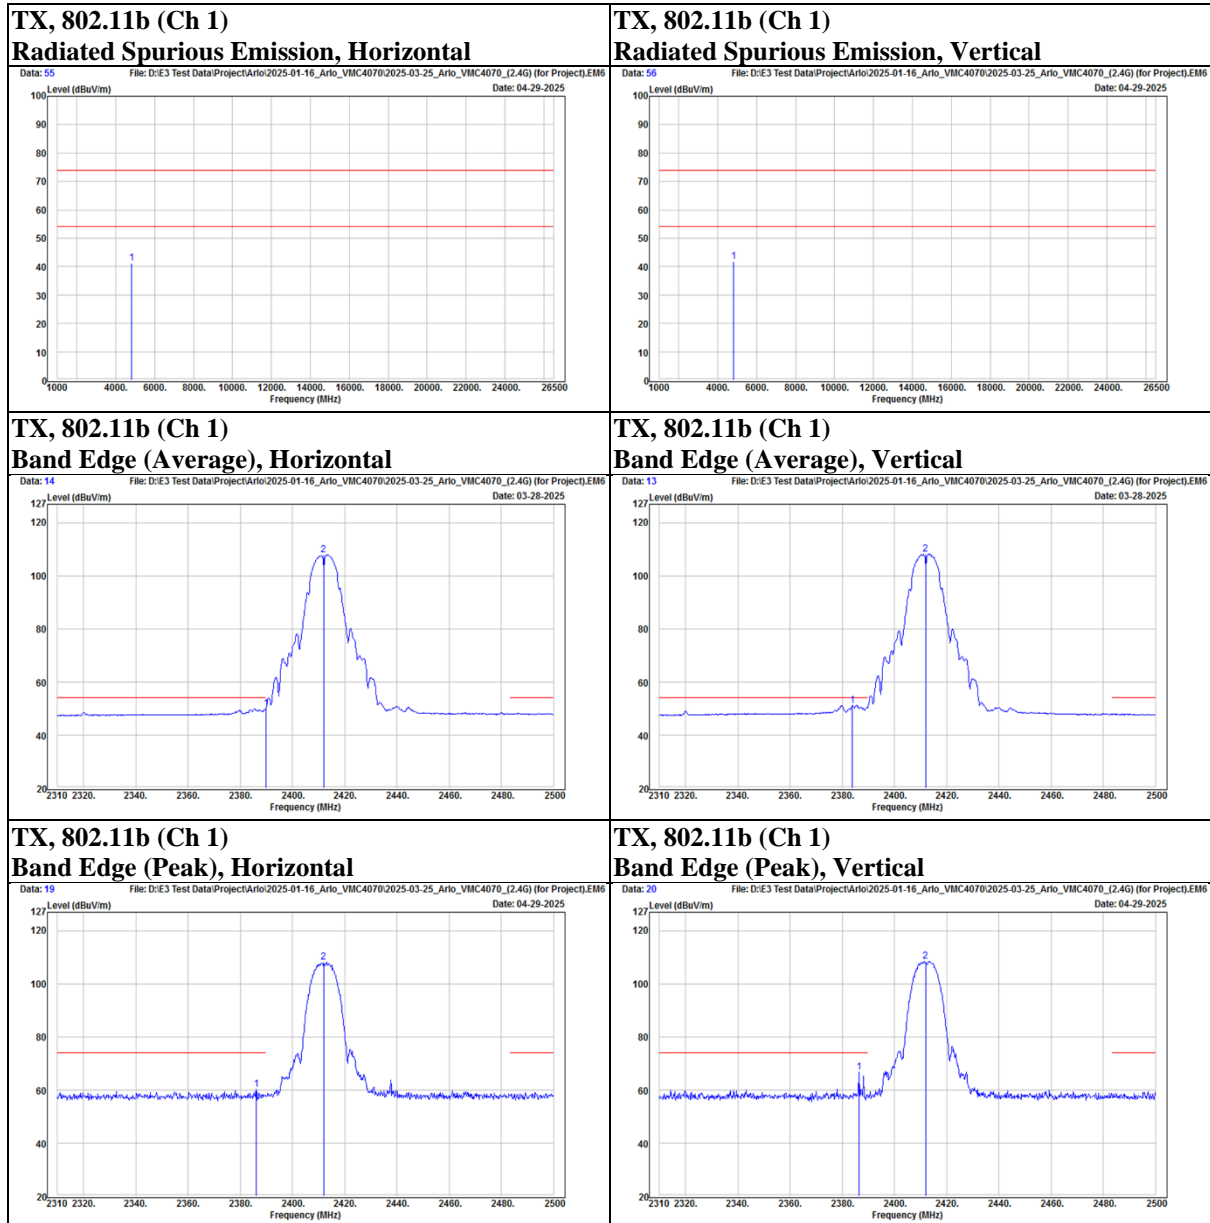 TX, 802.11b (Ch 1)
Radiated Spurious Emission, Horizontal
Data: 55 File: D:\E3 Test Data\Project\Arlo\2025-01-16_Arlo_VMC4070\2025-03-25_Arlo_VMC4070_(2.4G) (for Project).EM6
Level (dBuV/m) Date: 04-29-2025
100
90
80
70
60
50
1
40
30
20
10
0
1000 4000. 6000. 8000. 10000. 12000. 14000. 16000. 18000. 20000. 22000. 24000. 26500
Frequency (MHz)
TX, 802.11b (Ch 1)
Radiated Spurious Emission, Vertical
Data: 56 File: D:\E3 Test Data\Project\Arlo\2025-01-16_Arlo_VMC4070\2025-03-25_Arlo_VMC4070_(2.4G) (for Project).EM6
Level (dBuV/m) Date: 04-29-2025
100
90
80
70
60
50
1
40
30
20
10
0
1000 4000. 6000. 8000. 10000. 12000. 14000. 16000. 18000. 20000. 22000. 24000. 26500
Frequency (MHz)
TX, 802.11b (Ch 1)
Band Edge (Average), Horizontal
Data: 14 File: D:\E3 Test Data\Project\Arlo\2025-01-16_Arlo_VMC4070\2025-03-25_Arlo_VMC4070_(2.4G) (for Project).EM6
127 Level (dBuV/m) Date: 03-28-2025
120
2
100
80
60
40
20
2310 2320. 2340. 2360. 2380. 2400. 2420. 2440. 2460. 2480. 2500
Frequency (MHz)
TX, 802.11b (Ch 1)
Band Edge (Average), Vertical
Data: 13 File: D:\E3 Test Data\Project\Arlo\2025-01-16_Arlo_VMC4070\2025-03-25_Arlo_VMC4070_(2.4G) (for Project).EM6
127 Level (dBuV/m) Date: 03-28-2025
120
2
100
80
60
1
40
20
2310 2320. 2340. 2360. 2380. 2400. 2420. 2440. 2460. 2480. 2500
Frequency (MHz)
TX, 802.11b (Ch 1)
Band Edge (Peak), Horizontal
Data: 19 File: D:\E3 Test Data\Project\Arlo\2025-01-16_Arlo_VMC4070\2025-03-25_Arlo_VMC4070_(2.4G) (for Project).EM6
127 Level (dBuV/m) Date: 04-29-2025
120
2
100
80
1
60
40
20
2310 2320. 2340. 2360. 2380. 2400. 2420. 2440. 2460. 2480. 2500
Frequency (MHz)
TX, 802.11b (Ch 1)
Band Edge (Peak), Vertical
Data: 20 File: D:\E3 Test Data\Project\Arlo\2025-01-16_Arlo_VMC4070\2025-03-25_Arlo_VMC4070_(2.4G) (for Project).EM6
127 Level (dBuV/m) Date: 04-29-2025
120
2
100
80
1
60
40
20
2310 2320. 2340. 2360. 2380. 2400. 2420. 2440. 2460. 2480. 2500
Frequency (MHz)